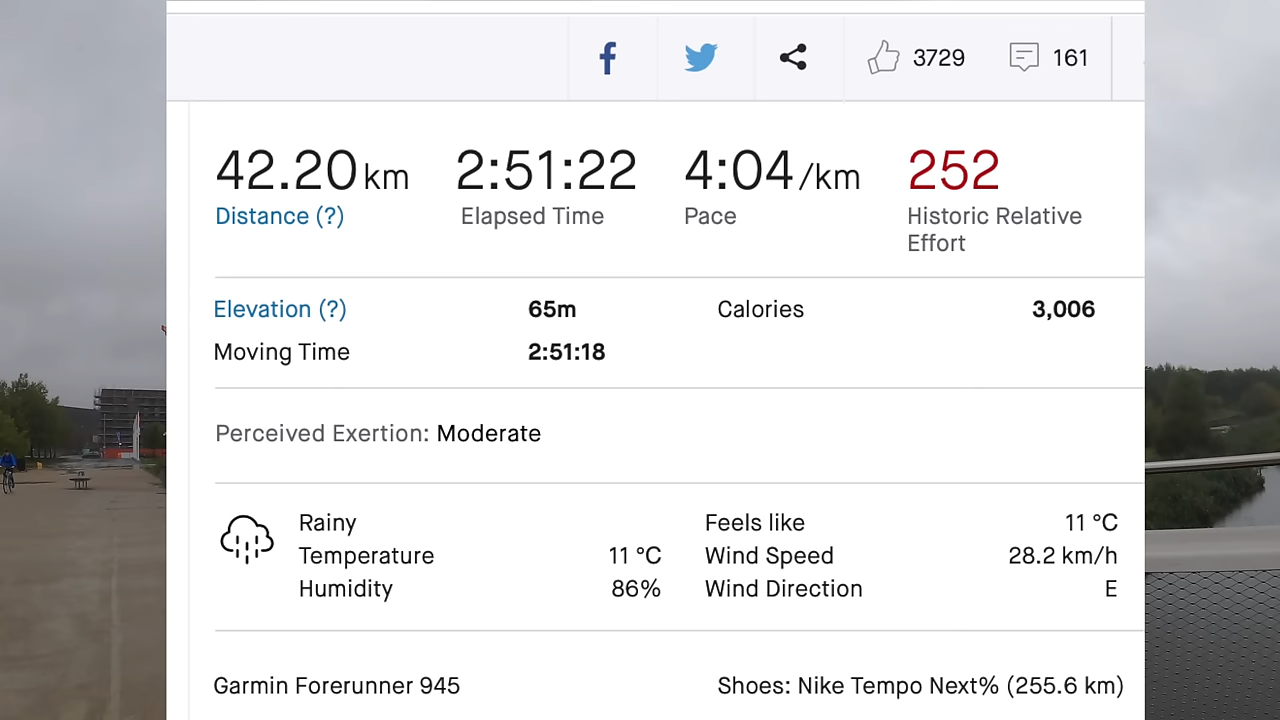 3729 161
42.20 km 2:51:22 4:04 /km 252
Distance (?) Elapsed Time Pace Historic Relative
Effort
Elevation (?) 65m Calories 3,006
Moving Time 2:51:18
Perceived Exertion: Moderate
Rainy Feels like 11 °C
Temperature 11 °C Wind Speed 28.2 km/h
Humidity 86% Wind Direction E
Garmin Forerunner 945 Shoes: Nike Tempo Next% (255.6 km)